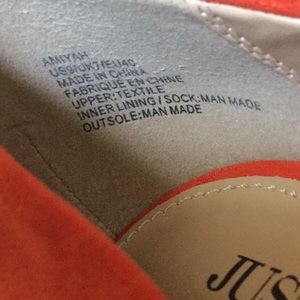 AMIYAH
US9/UK7/EU40
MADE IN CHINA
FABRIQUE EN CHINE
UPPER:TEXTILE
INNER LINING / SOCK:MAN MADE
OUTSOLE:MAN MADE
JUS